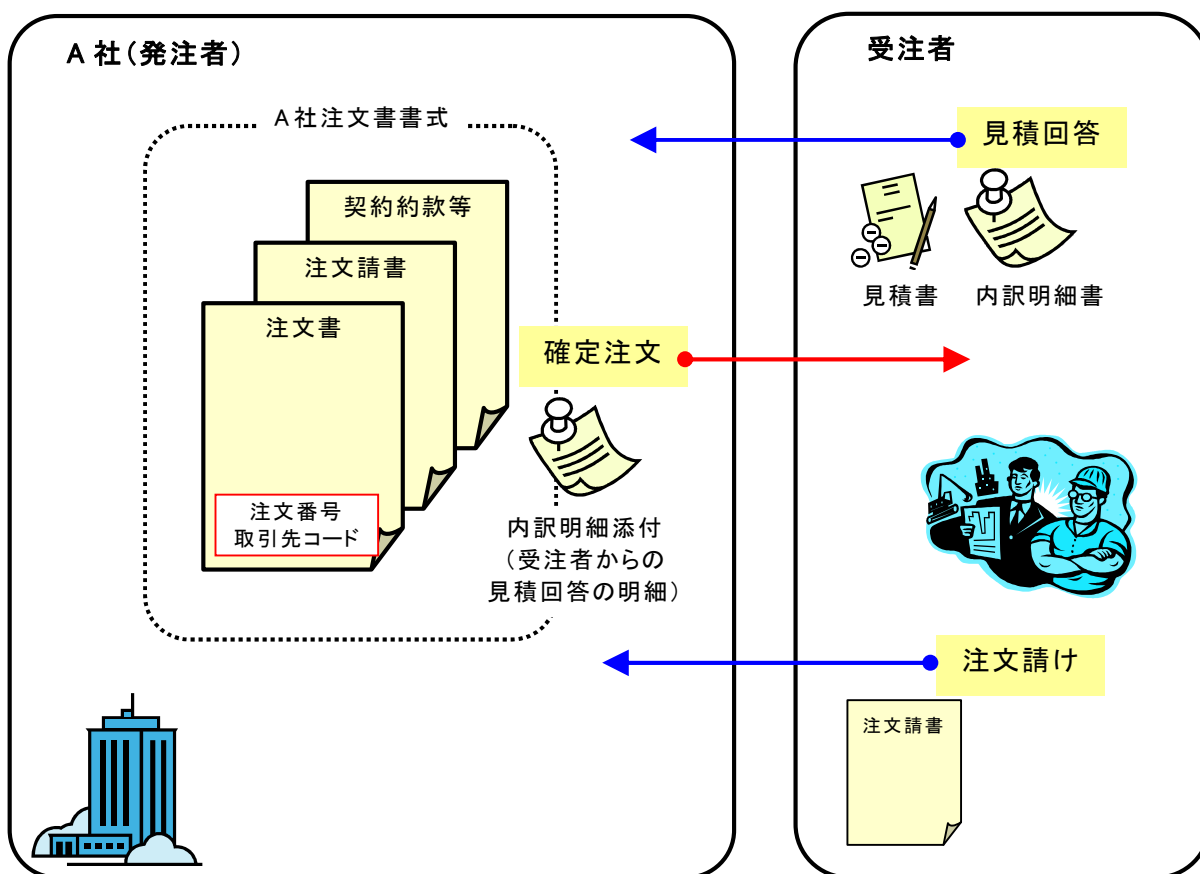 A社(発注者)
A社注文書書式
契約約款等
注文請書
注文書
注文番号
取引先コード
確定注文
内訳明細添付
(受注者からの
見積回答の明細)
受注者
見積回答
見積書
内訳明細書
注文請け
注文請書